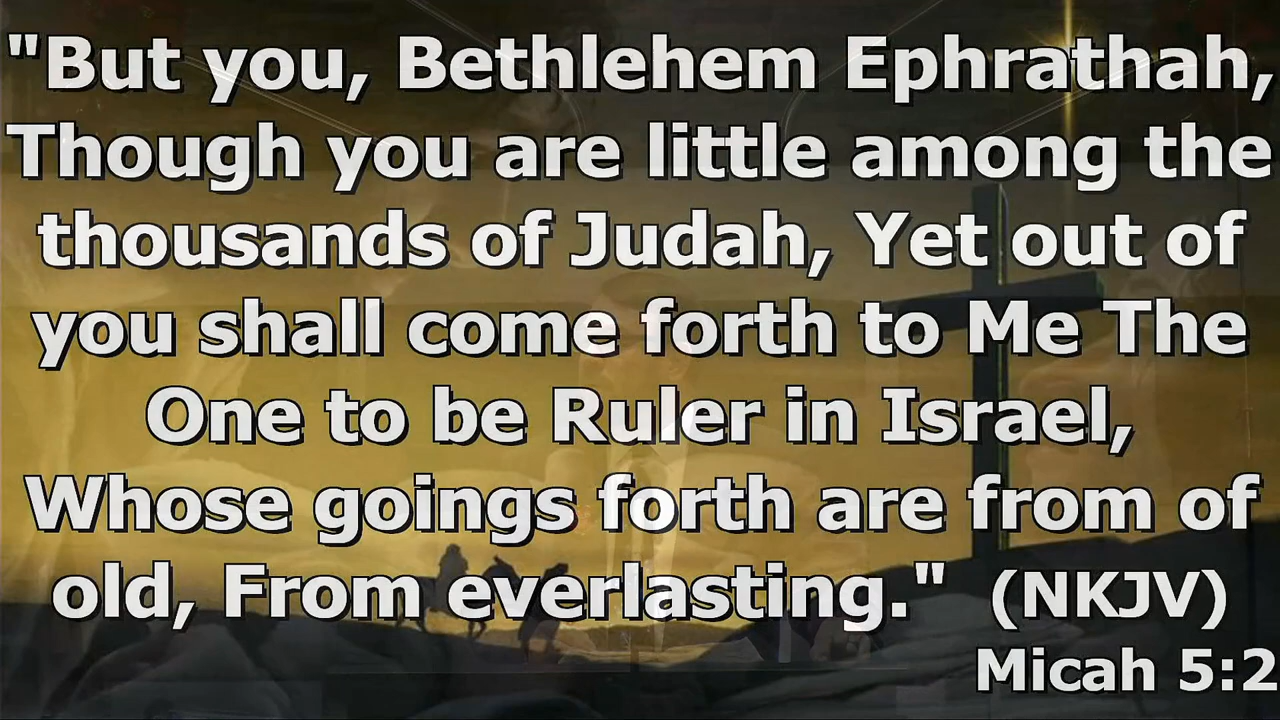 "But you, Bethlehem Ephrathah,
Though you are little among the
thousands of Judah, Yet out of
you shall come forth to Me The
One to be Ruler in Israel,
Whose goings forth are from of
old, From everlasting." (NKJV)
Micah 5:2